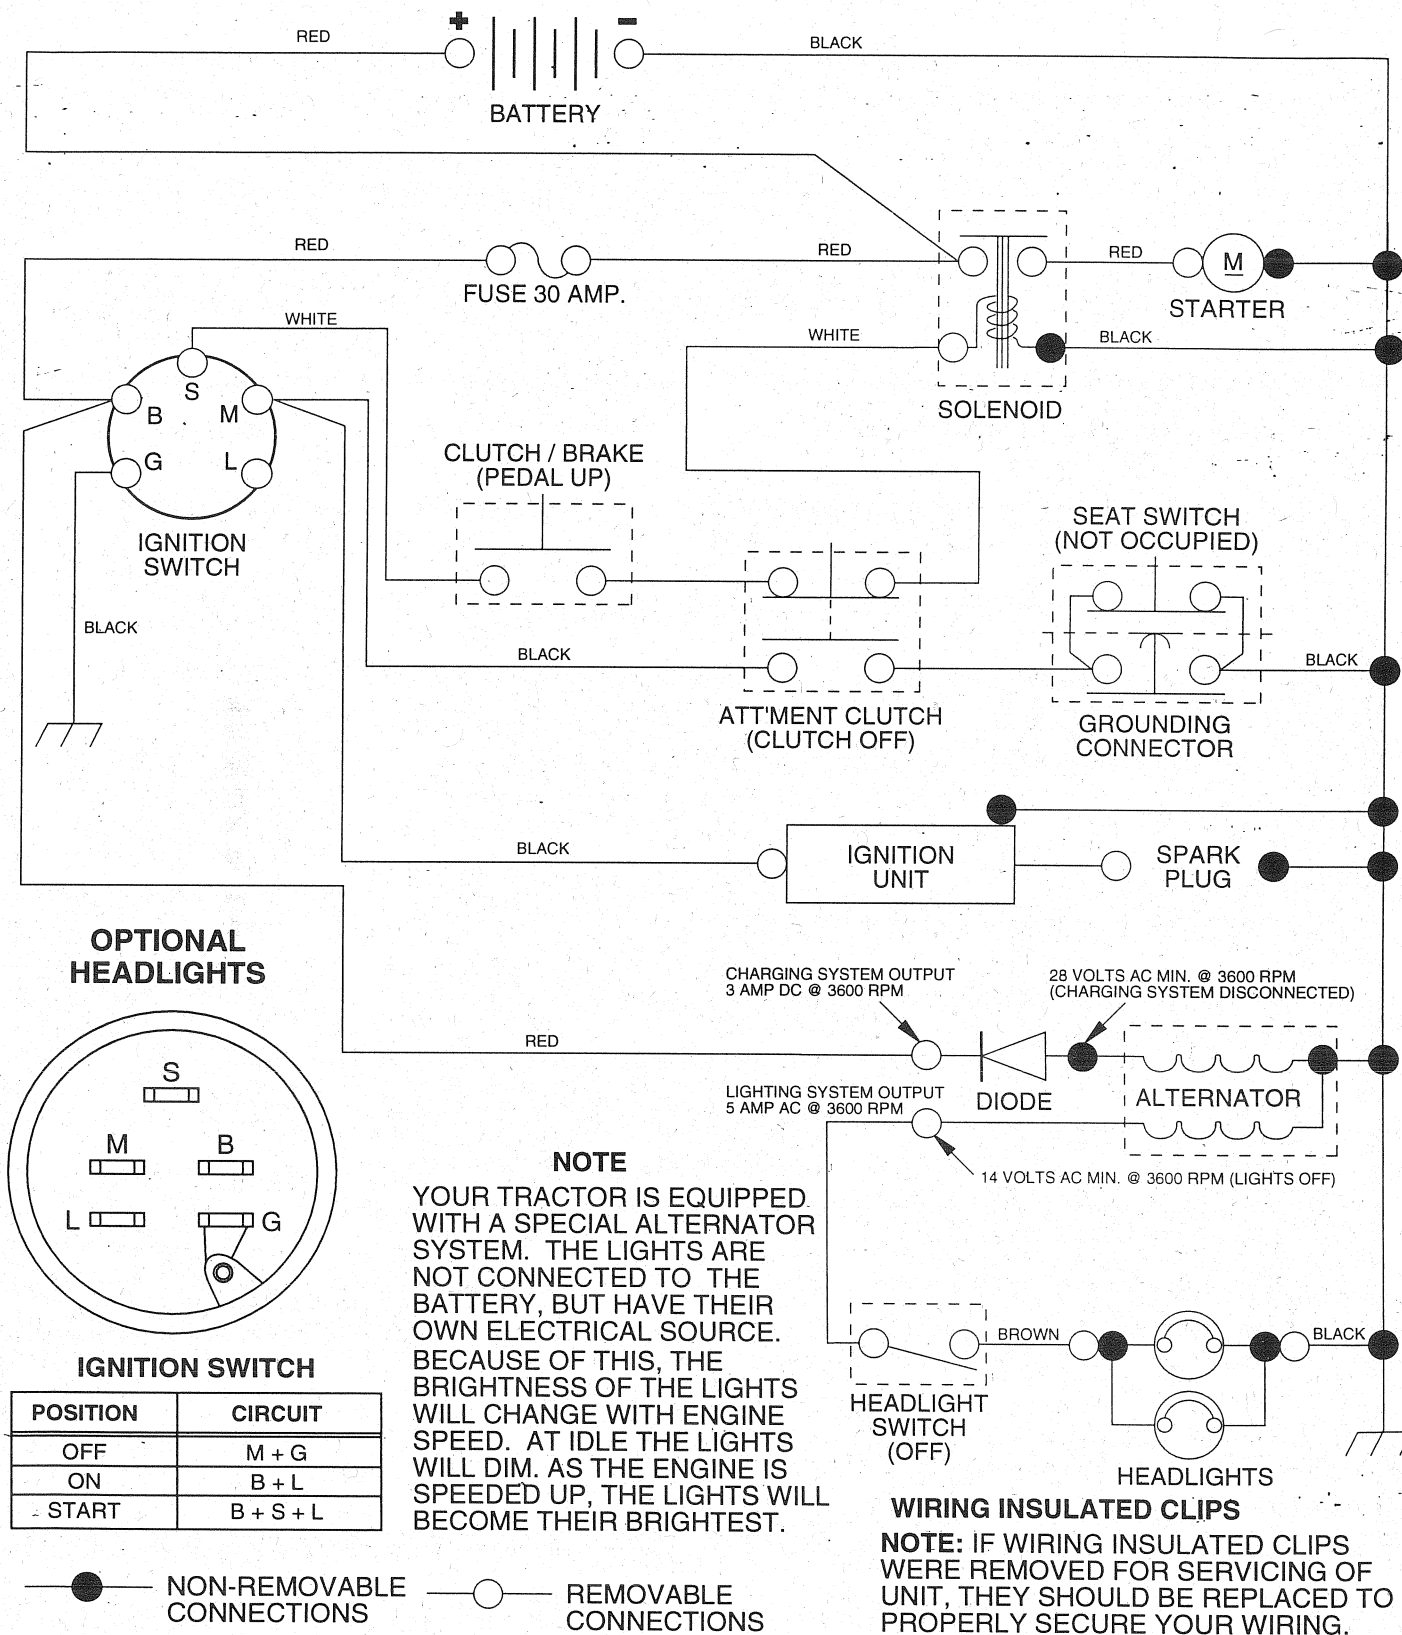 +
−
RED
BLACK
BATTERY
RED
FUSE 30 AMP.
RED
RED
M
STARTER
WHITE
WHITE
BLACK
SOLENOID
S
B
M
G
L
IGNITION
SWITCH
CLUTCH / BRAKE
(PEDAL UP)
SEAT SWITCH
(NOT OCCUPIED)
BLACK
BLACK
BLACK
ATT'MENT CLUTCH
(CLUTCH OFF)
GROUNDING
CONNECTOR
BLACK
IGNITION
UNIT
SPARK
PLUG
OPTIONAL
HEADLIGHTS
CHARGING SYSTEM OUTPUT
3 AMP DC @ 3600 RPM
28 VOLTS AC MIN. @ 3600 RPM
(CHARGING SYSTEM DISCONNECTED)
RED
DIODE
ALTERNATOR
LIGHTING SYSTEM OUTPUT
5 AMP AC @ 3600 RPM
14 VOLTS AC MIN. @ 3600 RPM (LIGHTS OFF)
S
M
B
L
G
IGNITION SWITCH
POSITION CIRCUIT
OFF M + G
ON B + L
START B + S + L
NOTE
YOUR TRACTOR IS EQUIPPED
WITH A SPECIAL ALTERNATOR
SYSTEM. THE LIGHTS ARE
NOT CONNECTED TO THE
BATTERY, BUT HAVE THEIR
OWN ELECTRICAL SOURCE.
BECAUSE OF THIS, THE
BRIGHTNESS OF THE LIGHTS
WILL CHANGE WITH ENGINE
SPEED. AT IDLE THE LIGHTS
WILL DIM. AS THE ENGINE IS
SPEEDED UP, THE LIGHTS WILL
BECOME THEIR BRIGHTEST.
BROWN
BLACK
HEADLIGHT
SWITCH
(OFF)
HEADLIGHTS
WIRING INSULATED CLIPS
NOTE: IF WIRING INSULATED CLIPS
WERE REMOVED FOR SERVICING OF
UNIT, THEY SHOULD BE REPLACED TO
PROPERLY SECURE YOUR WIRING.
NON-REMOVABLE
CONNECTIONS
REMOVABLE
CONNECTIONS